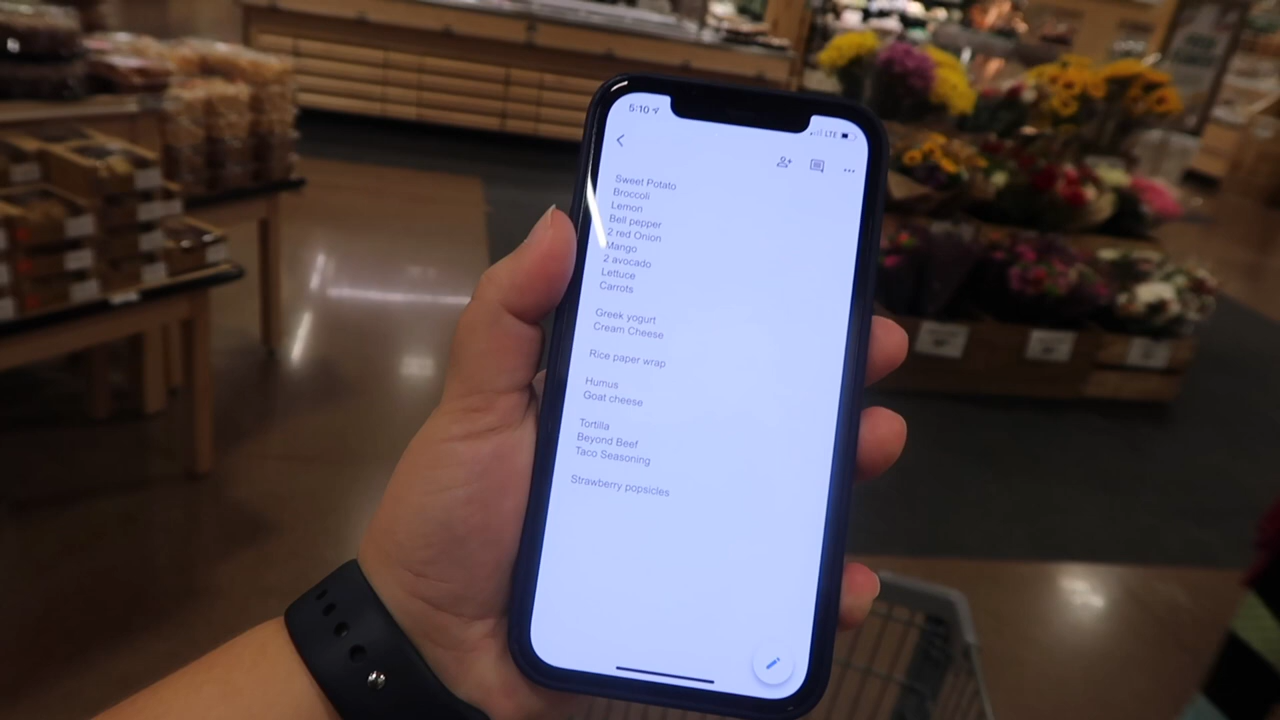 5:10
LTE
Sweet Potato
Broccoli
Lemon
Bell pepper
2 red Onion
Mango
2 avocado
Lettuce
Carrots
Greek yogurt
Cream Cheese
Rice paper wrap
Humus
Goat cheese
Tortilla
Beyond Beef
Taco Seasoning
Strawberry popsicles